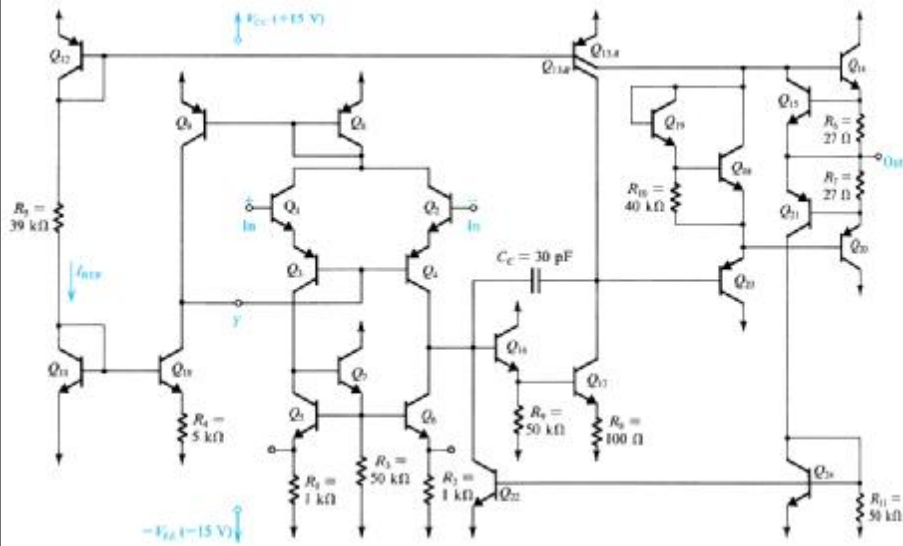 V_CC (+15 V)
Q12
Q13A
Q13B
Q14
Q9
Q8
Q19
Q15
R6 =
27 Ω
Out
Q18
R7 =
27 Ω
R10 =
40 kΩ
Q21
R5 =
39 kΩ
+
In
Q1
Q2
−
In
Q20
I_REF
Q3
Q4
C_C = 30 pF
Q23
Y
Q11
Q10
Q7
Q16
Q17
R4 =
5 kΩ
Q5
Q6
R9 =
50 kΩ
R8 =
100 Ω
R1 =
1 kΩ
R3 =
50 kΩ
R2 =
1 kΩ
Q22
Q24
R11 =
50 kΩ
−V_EE (−15 V)